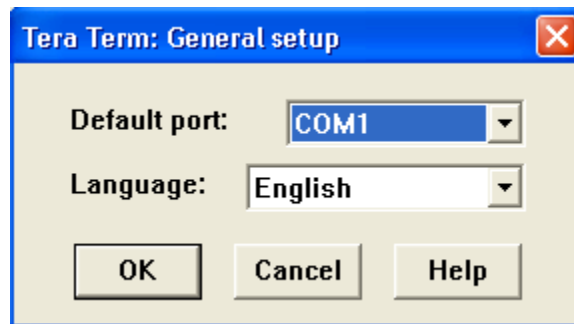 Tera Term: General setup
Default port: COM1
Language: English
OK Cancel Help